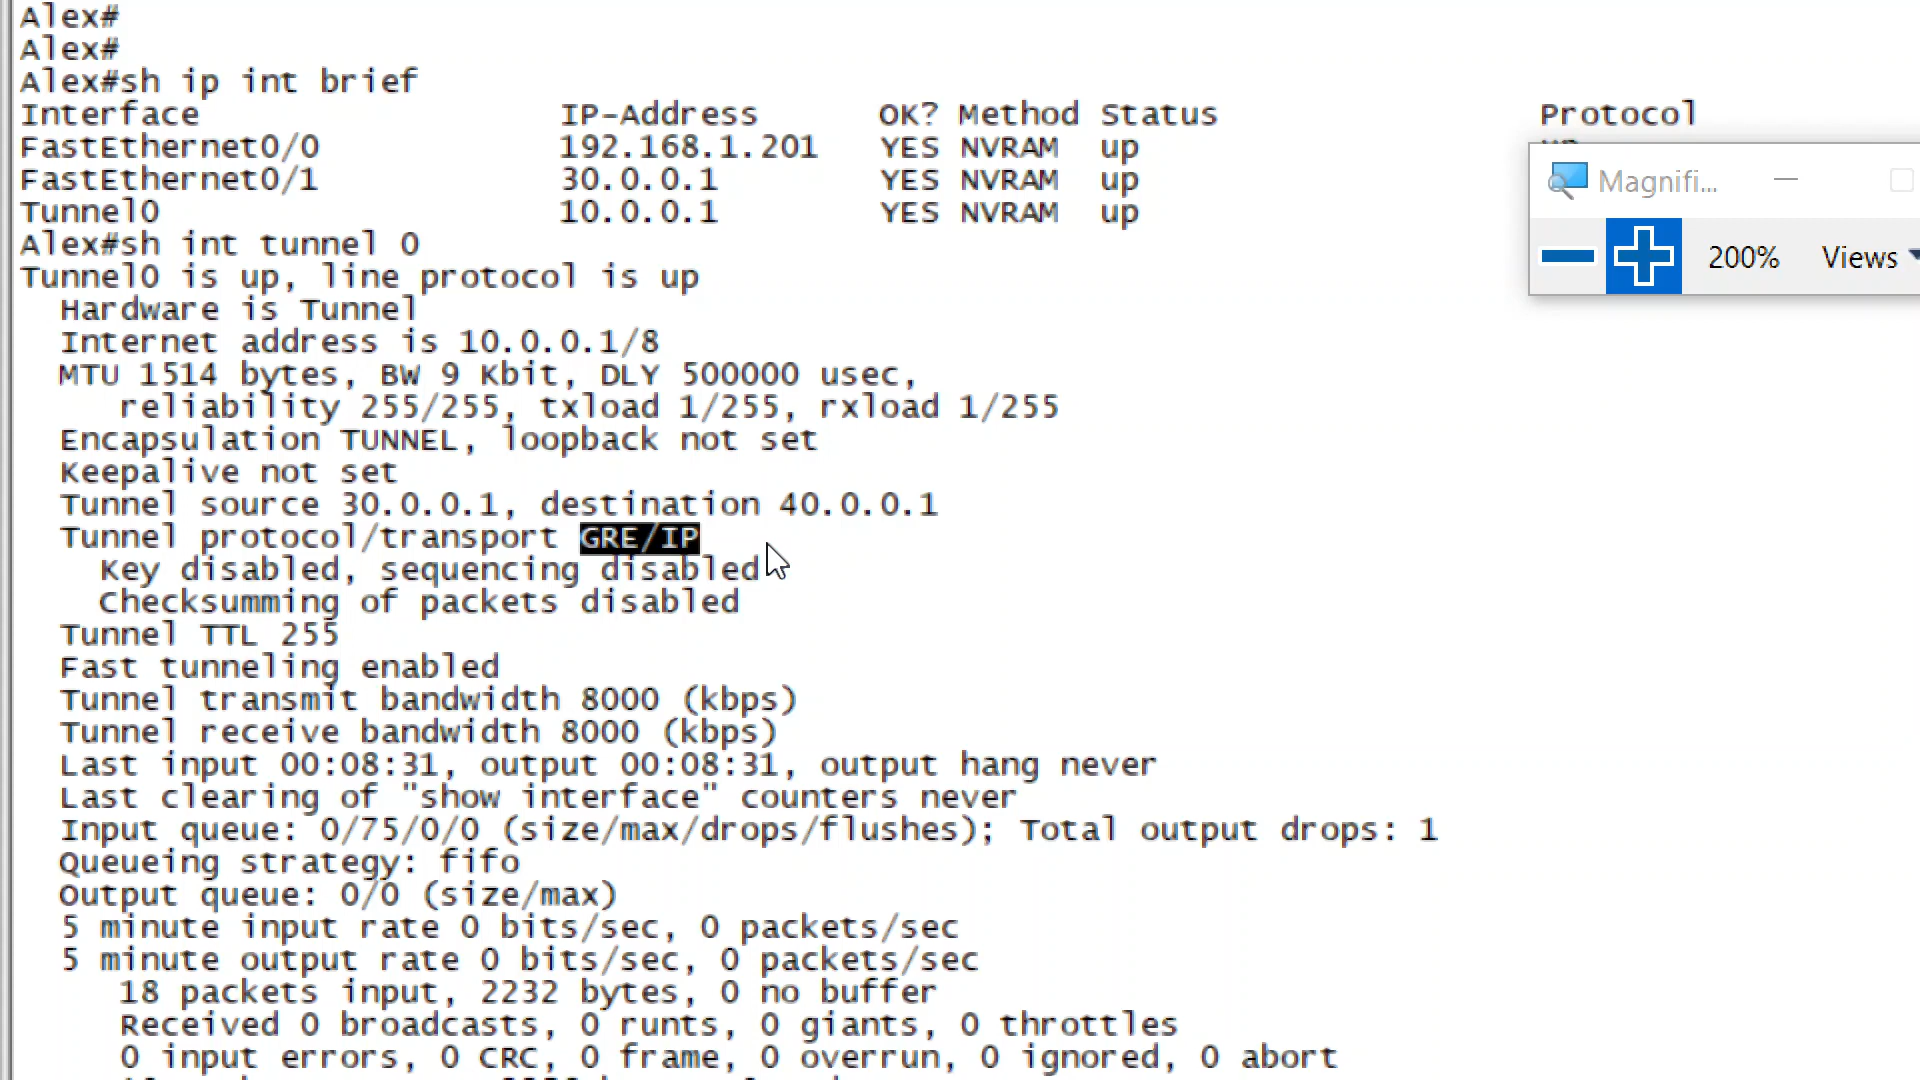 Alex#
Alex#
Alex#sh ip int brief
Interface IP-Address OK? Method Status Protocol
FastEthernet0/0 192.168.1.201 YES NVRAM up
FastEthernet0/1 30.0.0.1 YES NVRAM up
Tunnel0 10.0.0.1 YES NVRAM up
Alex#sh int tunnel 0
Tunnel0 is up, line protocol is up
Hardware is Tunnel
Internet address is 10.0.0.1/8
MTU 1514 bytes, BW 9 Kbit, DLY 500000 usec,
reliability 255/255, txload 1/255, rxload 1/255
Encapsulation TUNNEL, loopback not set
Keepalive not set
Tunnel source 30.0.0.1, destination 40.0.0.1
Tunnel protocol/transport GRE/IP
Key disabled, sequencing disabled
Checksumming of packets disabled
Tunnel TTL 255
Fast tunneling enabled
Tunnel transmit bandwidth 8000 (kbps)
Tunnel receive bandwidth 8000 (kbps)
Last input 00:08:31, output 00:08:31, output hang never
Last clearing of "show interface" counters never
Input queue: 0/75/0/0 (size/max/drops/flushes); Total output drops: 1
Queueing strategy: fifo
Output queue: 0/0 (size/max)
5 minute input rate 0 bits/sec, 0 packets/sec
5 minute output rate 0 bits/sec, 0 packets/sec
18 packets input, 2232 bytes, 0 no buffer
Received 0 broadcasts, 0 runts, 0 giants, 0 throttles
0 input errors, 0 CRC, 0 frame, 0 overrun, 0 ignored, 0 abort
Magnifi...
200% Views